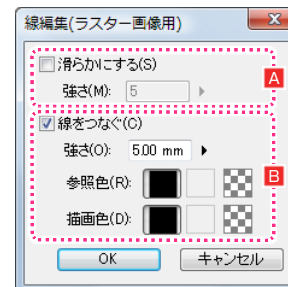 線編集(ラスター画像用)
滑らかにする(S)
A
強さ(M): 5
線をつなぐ(C)
強さ(O): 5.00 mm
参照色(R):
B
描画色(D):
OK キャンセル